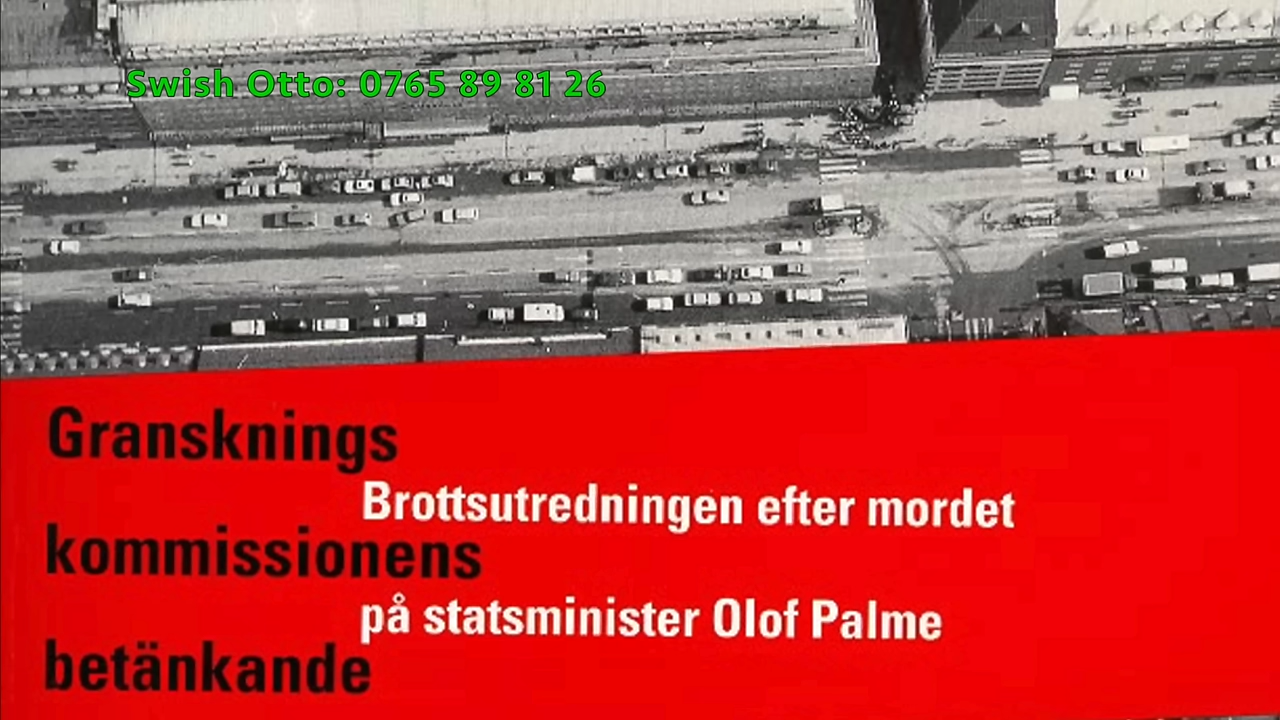 Swish Otto: 0765 89 81 26
Gransknings
Brottsutredningen efter mordet
kommissionens
på statsminister Olof Palme
betänkande